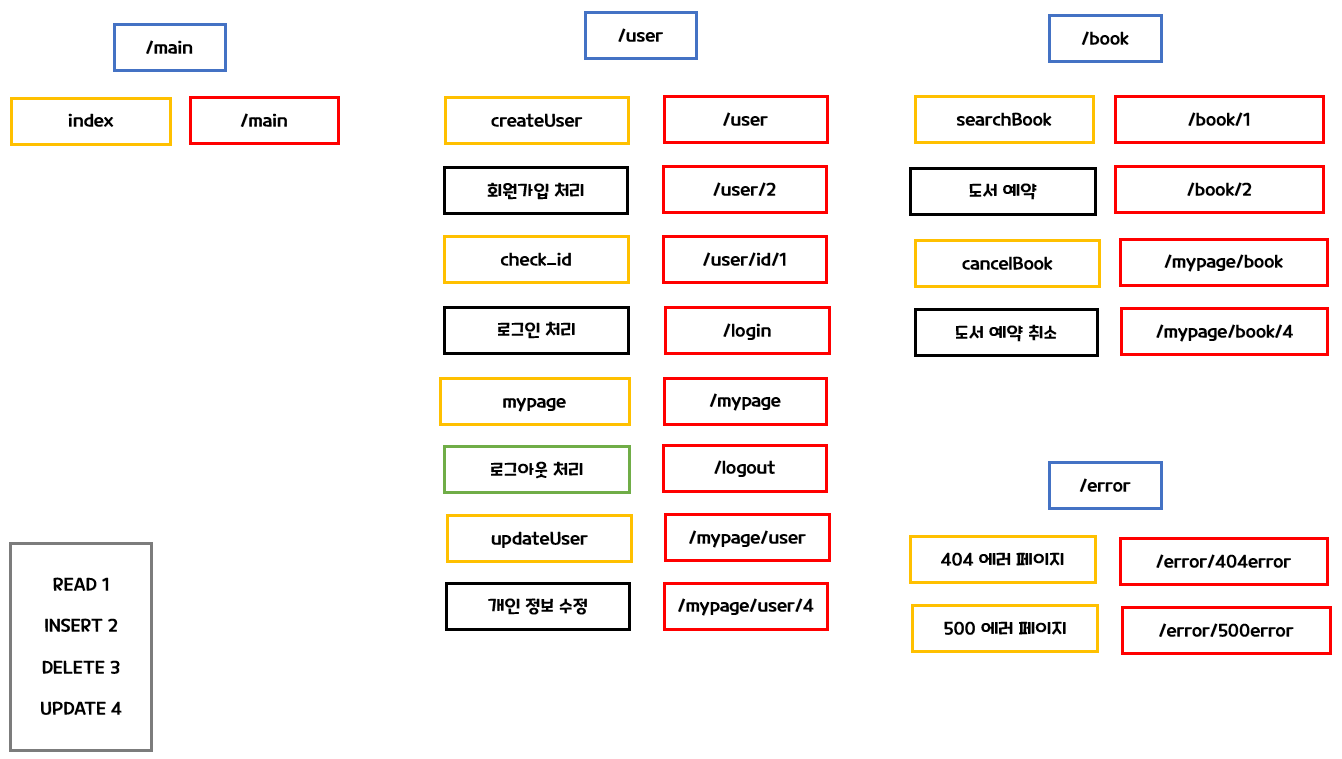 /main
index
/main
/user
createUser
/user
회원가입 처리
/user/2
check_id
/user/id/1
로그인 처리
/login
mypage
/mypage
로그아웃 처리
/logout
updateUser
/mypage/user
개인 정보 수정
/mypage/user/4
/book
searchBook
/book/1
도서 예약
/book/2
cancelBook
/mypage/book
도서 예약 취소
/mypage/book/4
/error
404 에러 페이지
/error/404error
500 에러 페이지
/error/500error
READ 1
INSERT 2
DELETE 3
UPDATE 4